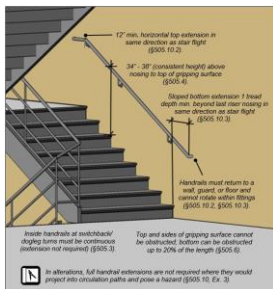 12" min. horizontal top extension in
same direction as stair flight
(§505.10.2)
34" - 38" (consistent height) above
nosing to top of gripping surface
(§505.4).
Sloped bottom extension 1 tread
depth min. beyond last riser nosing in
same direction as stair flight
(§505.10.3).
Handrails must return to a
wall, guard, or floor and
cannot rotate within fittings
(§505.10.2, §505.10.3).
Inside handrails at switchback/
dogleg turns must be continuous
(extension not required) (§505.3).
Top and sides of gripping surface cannot
be obstructed, bottom can be obstructed
up to 20% of the length (§505.6).
In alterations, full handrail extensions are not required where they would
project into circulation paths and pose a hazard (§505.10, Ex. 3).